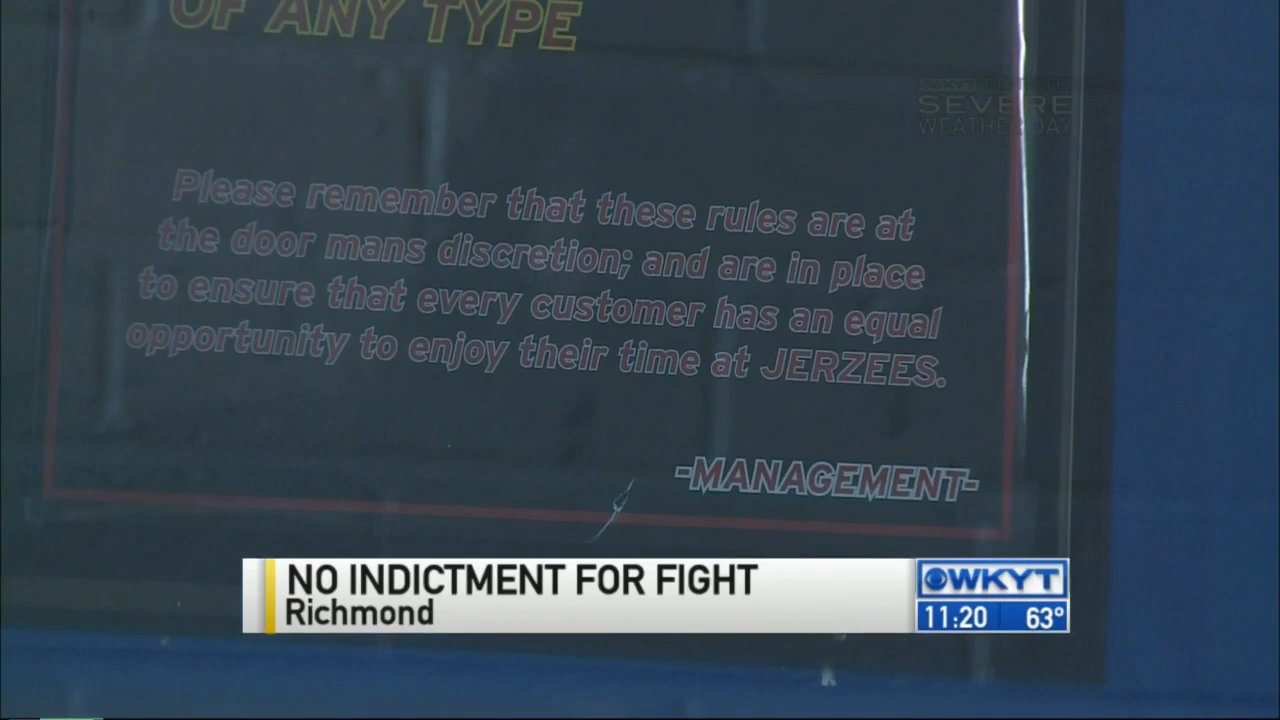 OF ANY TYPE
SEVERE
WEATHER DAY
Please remember that these rules are at
the door mans discretion; and are in place
to ensure that every customer has an equal
opportunity to enjoy their time at JERZEES.
-MANAGEMENT-
NO INDICTMENT FOR FIGHT
Richmond
WKYT
11:20 63°